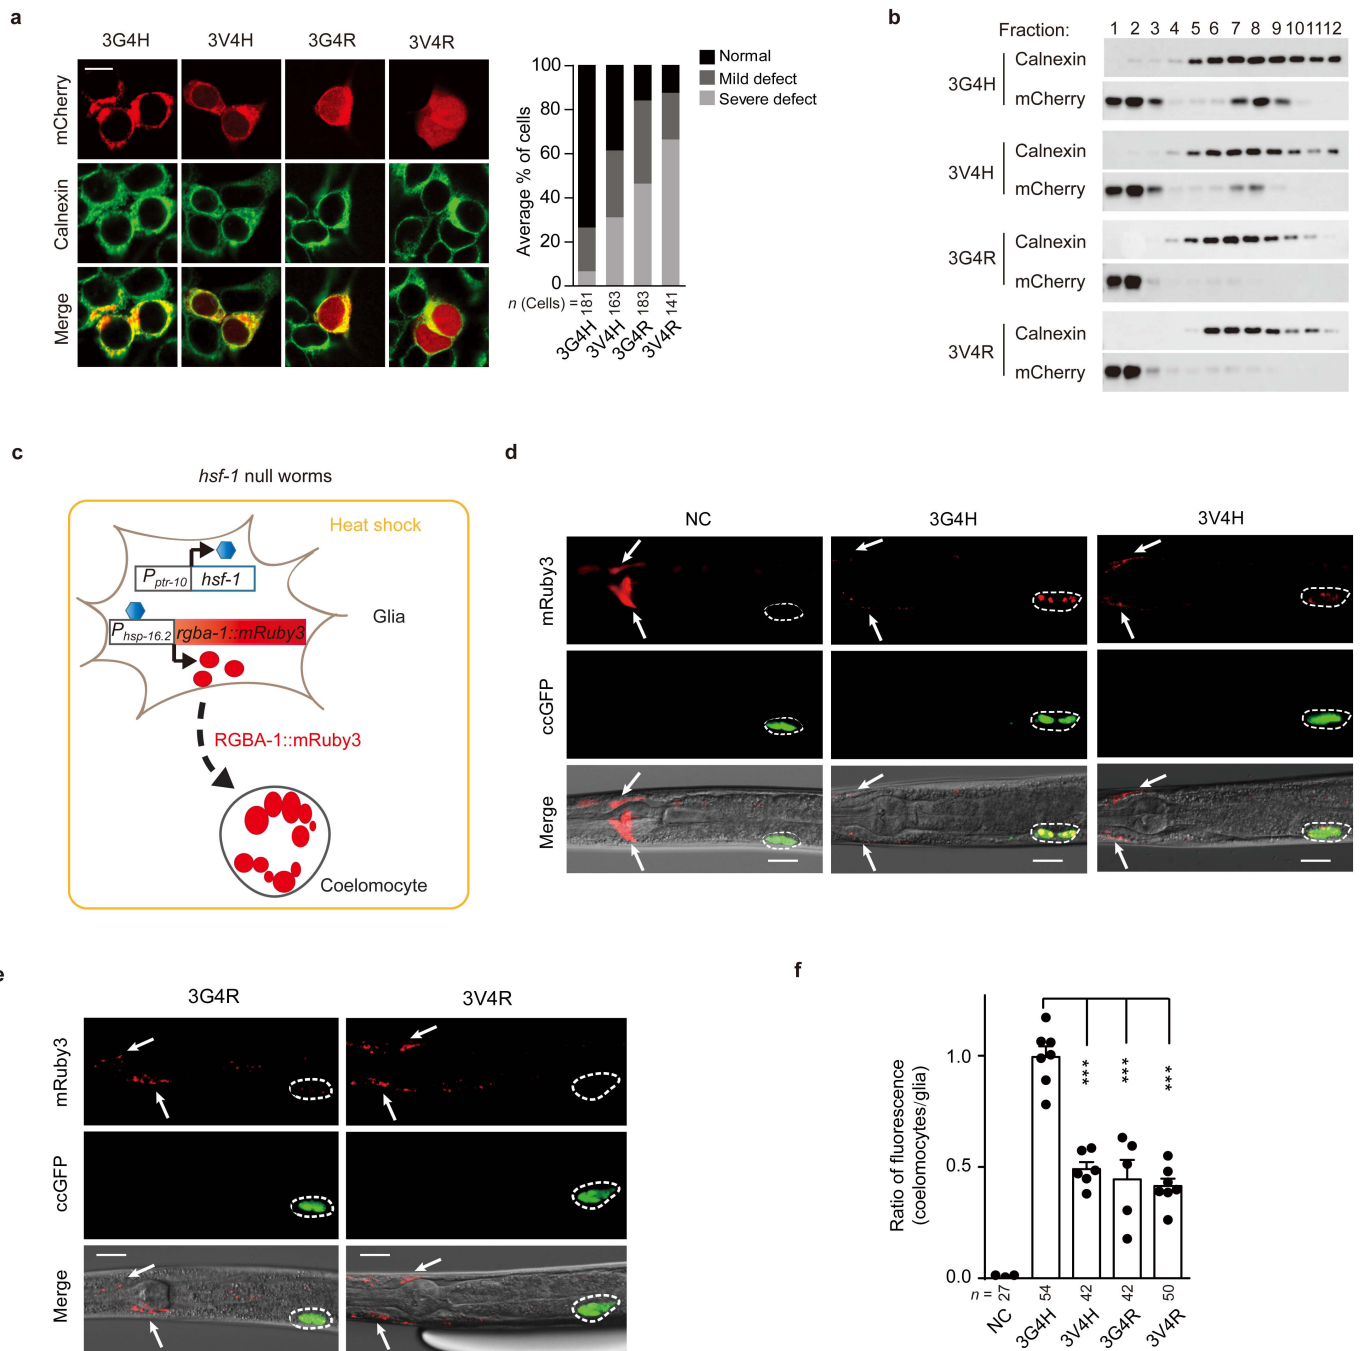 a
3G4H 3V4H 3G4R 3V4R
mCherry
Calnexin
Merge
Normal
Mild defect
Severe defect
Average % of cells
100
80
60
40
20
0
n (Cells) = 181 163 183 141
3G4H 3V4H 3G4R 3V4R
b
Fraction: 1 2 3 4 5 6 7 8 9 10 11 12
3G4H
Calnexin
mCherry
3V4H
Calnexin
mCherry
3G4R
Calnexin
mCherry
3V4R
Calnexin
mCherry
c
hsf-1 null worms
Heat shock
Pptr-10 hsf-1
Glia
Phsp-16.2 rgba-1::mRuby3
RGBA-1::mRuby3
Coelomocyte
d
NC 3G4H 3V4H
mRuby3
ccGFP
Merge
e
3G4R 3V4R
mRuby3
ccGFP
Merge
f
Ratio of fluorescence
(coelomocytes/glia)
1.0
0.5
0.0
*** *** ***
n = 27 54 42 42 50
NC 3G4H 3V4H 3G4R 3V4R